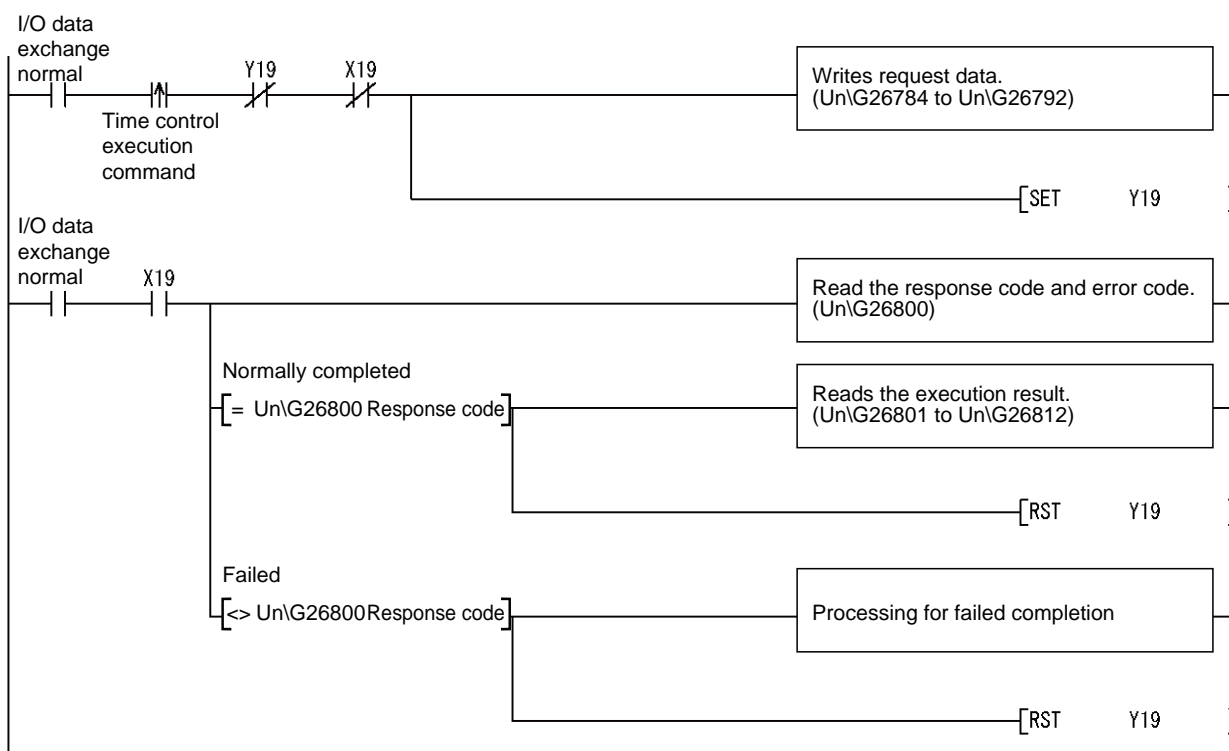 I/O data
exchange
normal
Y19
X19
Time control
execution
command
Writes request data.
(Un\G26784 to Un\G26792)
SET Y19
I/O data
exchange
normal
X19
Read the response code and error code.
(Un\G26800)
Normally completed
= Un\G26800 Response code
Reads the execution result.
(Un\G26801 to Un\G26812)
RST Y19
Failed
<> Un\G26800Response code
Processing for failed completion
RST Y19